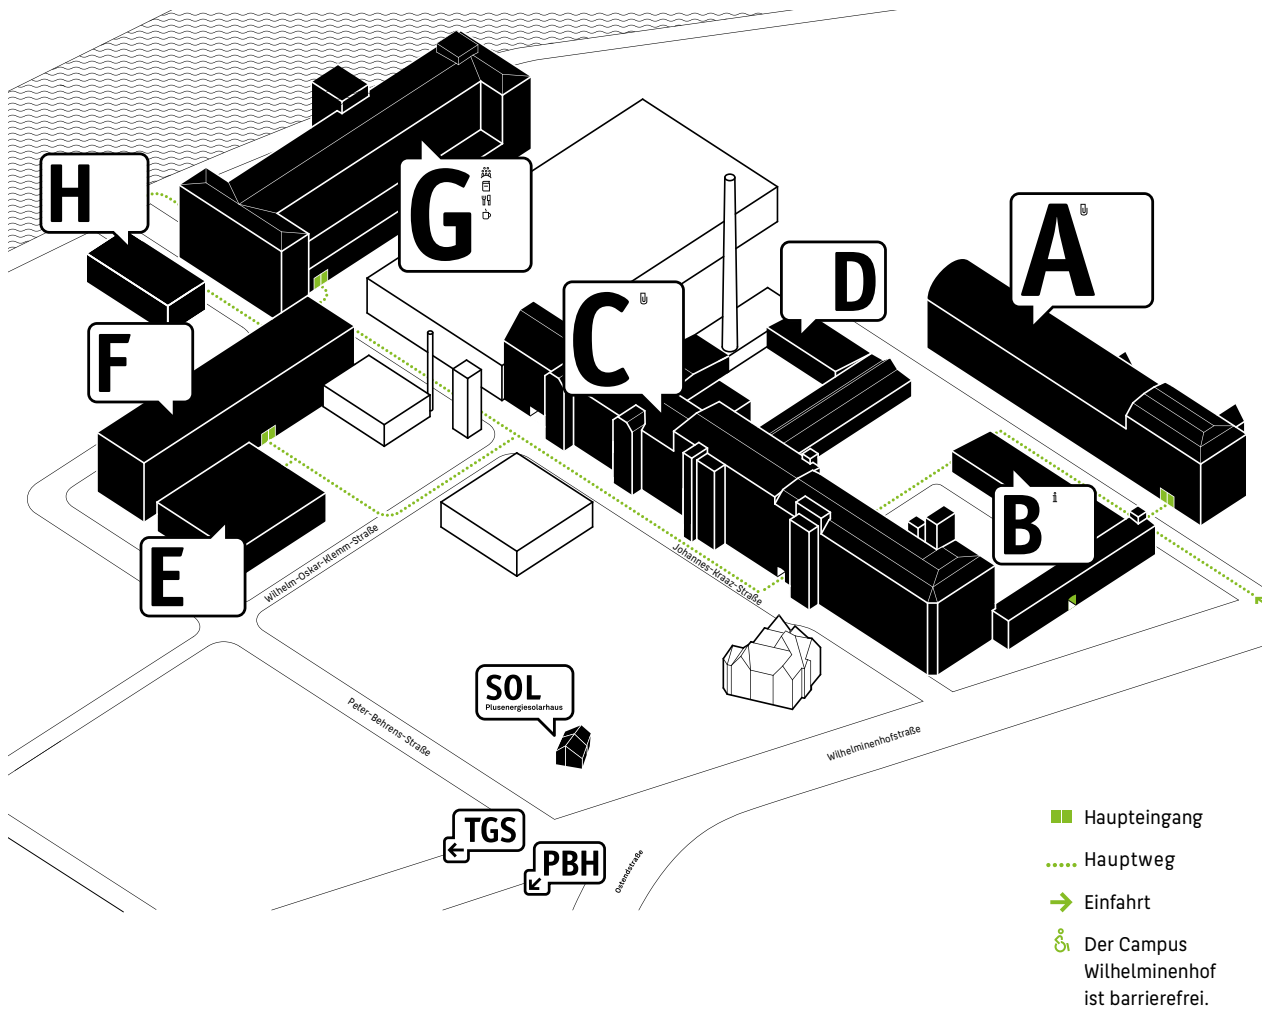 H
G
A
D
C
F
B
i
E
Wilhelm-Oskar-Klemm-Straße
Johannes-Kraaz-Straße
SOL
Plusenergiesolarhaus
Peter-Behrens-Straße
Wilhelminenhofstraße
TGS
PBH
Ostendstraße
Haupteingang
Hauptweg
Einfahrt
Der Campus
Wilhelminenhof
ist barrierefrei.